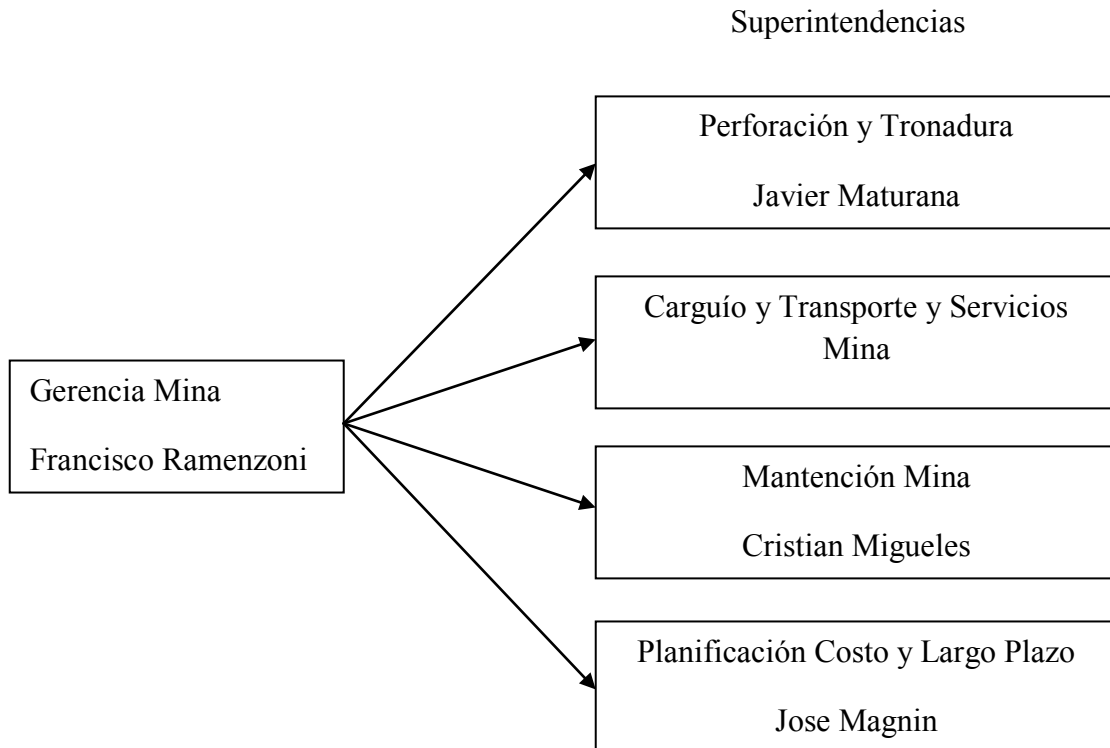 Superintendencias
Perforación y Tronadura
Javier Maturana
Carguío y Transporte y Servicios
Mina
Gerencia Mina
Francisco Ramenzoni
Mantención Mina
Cristian Migueles
Planificación Costo y Largo Plazo
Jose Magnin